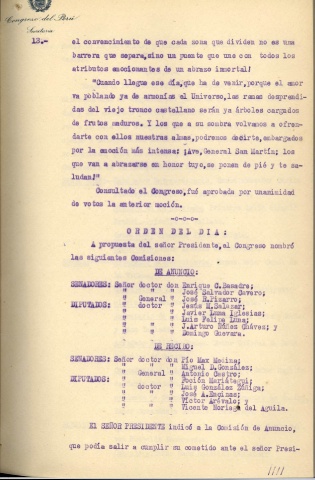 Congreso del Perú
Secretaría
13.-
el convencimiento de que cada zona que dividen no es una
barrera que separa, sino un puente que une con todos los
atributos emocionantes de un abrazo inmortal!
"Cuando llegue ese día, que ha de venir, porque el amor
va poblando ya de armonías el Universo, las ramas desprendi-
das del viejo tronco castellano serán ya árboles cargados
de frutas maduras. Y los que a su sombra volvamos a ofren-
darte con ellos nuestras almas, podremos decirte, embargados
por la emoción más intensa: ¡Ave, General San Martín; los
que van a abrazarse en honor tuyo, se ponen de pié y te sa-
ludan!"
Consultado el Congreso, fué aprobada por unanimidad
de votos la anterior moción.
-o-o-o-
ORDEN DEL DIA:
A propuesta del señor Presidente, el Congreso nombró
las siguientes Comisiones:
DE ANUNCIO:
SENADORES: Señor doctor don Enrique C. Basadre;
" " " José Salvador Cavero;
" General " José R. Pizarro;
DIPUTADOS: " doctor " Jesús M. Salazar;
" " " Javier Luna Iglesias;
" " " Luis Felipe Luna;
" " " J. Arturo Núñez Chávez; y
" " " Domingo Guevara.
DE RECIBO:
SENADORES: Señor doctor don Pío Max Medina;
" " " Miguel D. González;
" General " Antonio Castro;
DIPUTADOS: " " Foción Mariátegui;
" doctor " Luis González Zúñiga;
" " " José A. Encinas;
" " " Víctor Arévalo; y
" " " Vicente Noriega del Aguila.
El SEÑOR PRESIDENTE indicó a la Comisión de Anuncio,
que podía salir a cumplir su cometido ante el señor Presi-